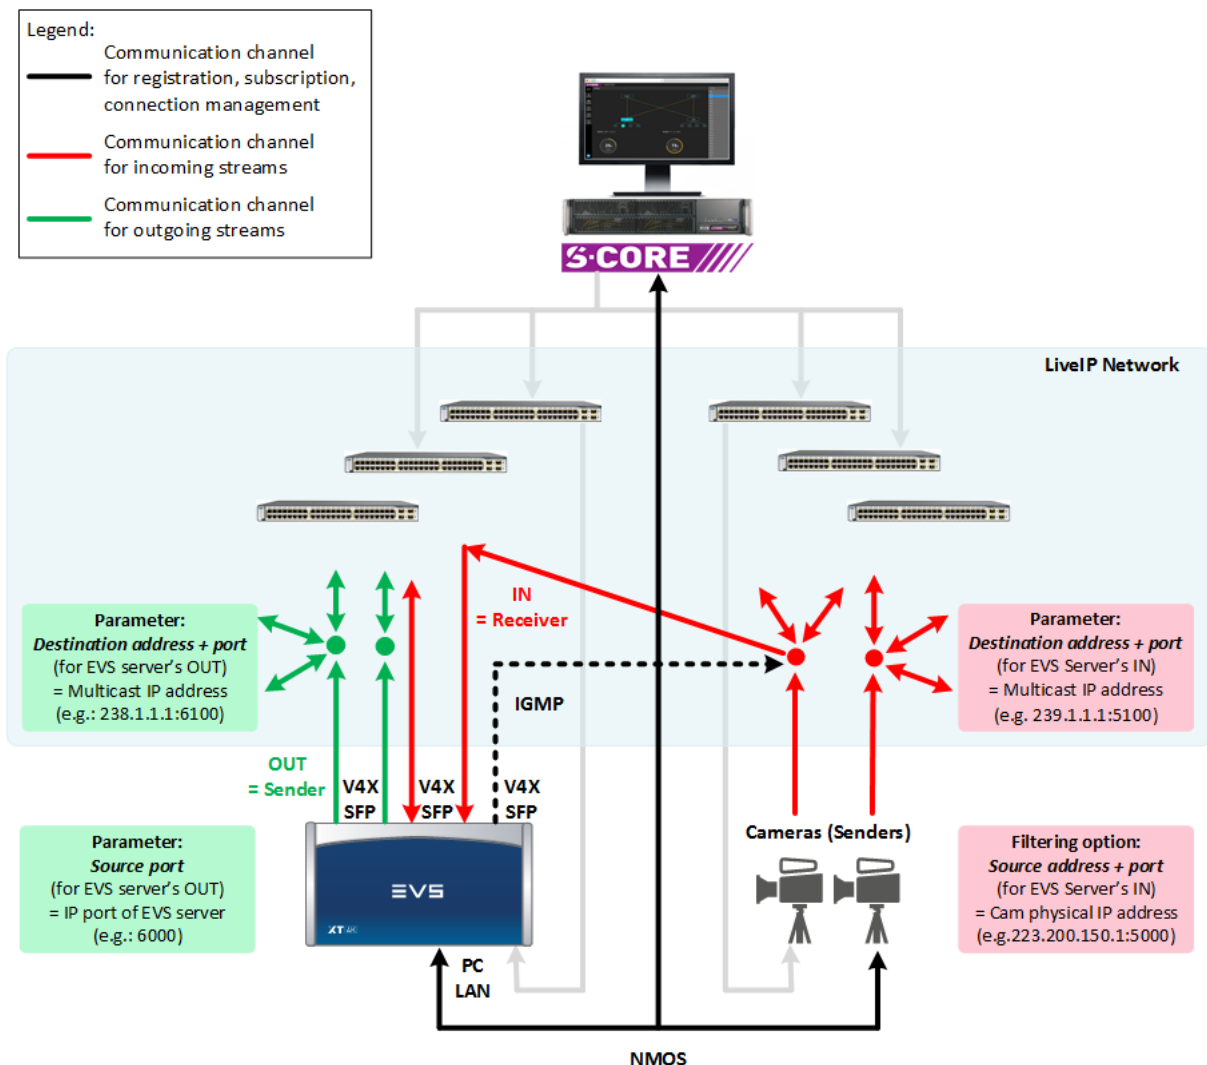 Legend:
Communication channel
for registration, subscription,
connection management
Communication channel
for incoming streams
Communication channel
for outgoing streams
S-CORE
LiveIP Network
IN
= Receiver
Parameter:
Destination address + port
(for EVS server's OUT)
= Multicast IP address
(e.g.: 238.1.1.1:6100)
Parameter:
Destination address + port
(for EVS Server's IN)
= Multicast IP address
(e.g. 239.1.1.1:5100)
IGMP
OUT
= Sender
V4X
SFP
V4X
SFP
V4X
SFP
Cameras (Senders)
Parameter:
Source port
(for EVS server's OUT)
= IP port of EVS server
(e.g.: 6000)
EVS
XT4K
Filtering option:
Source address + port
(for EVS Server's IN)
= Cam physical IP address
(e.g.223.200.150.1:5000)
PC
LAN
NMOS